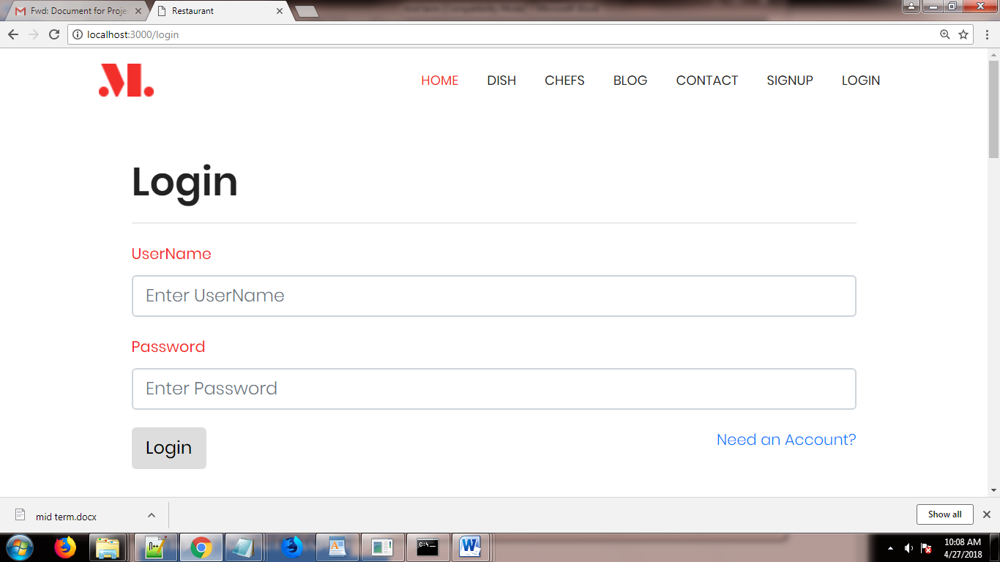 Fwd: Document for Proje
Restaurant
localhost:3000/login
M.
HOME DISH CHEFS BLOG CONTACT SIGNUP LOGIN
Login
UserName
Enter UserName
Password
Enter Password
Login
Need an Account?
mid term.docx
Show all
10:08 AM
4/27/2018